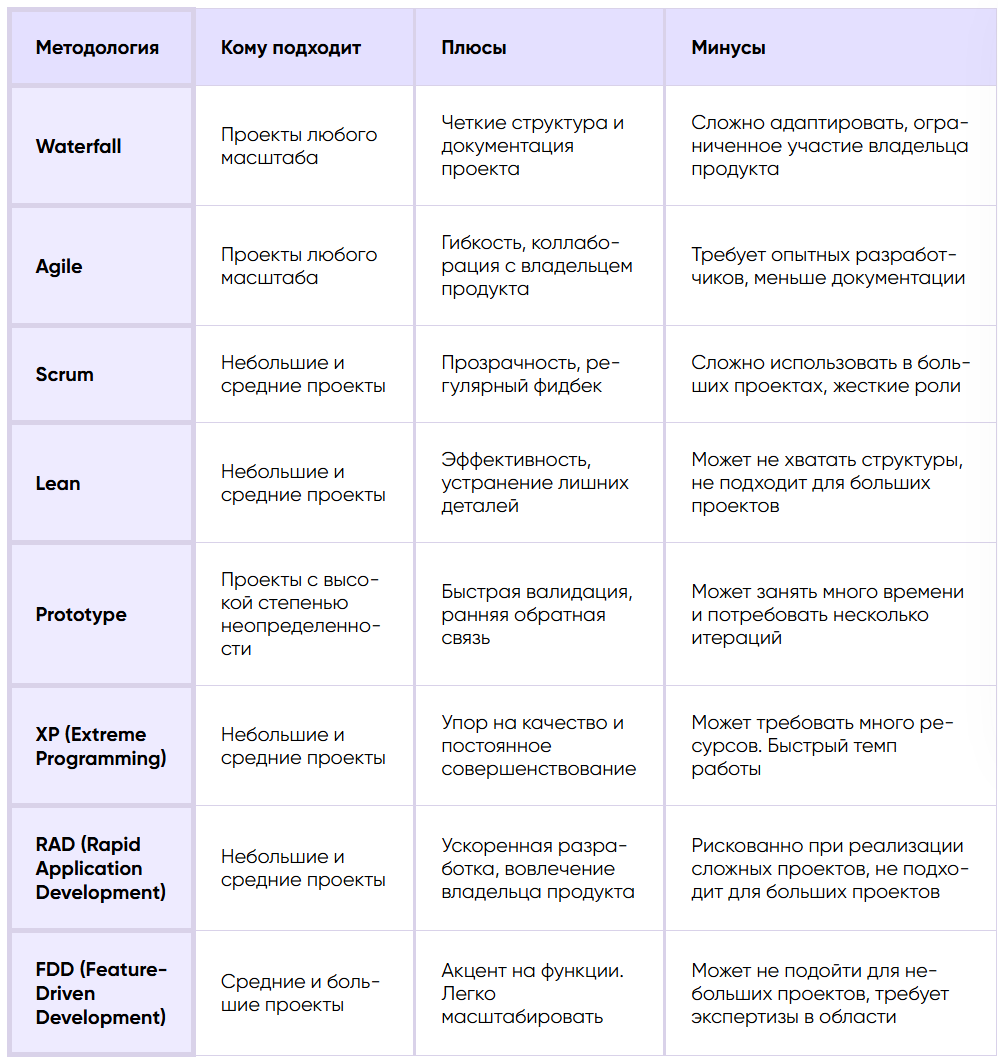 Методология
Кому подходит
Плюсы
Минусы
Waterfall
Проекты любого
масштаба
Четкие структура и
документация
проекта
Сложно адаптировать, огра-
ниченное участие владельца
продукта
Agile
Проекты любого
масштаба
Гибкость, коллабо-
рация с владельцем
продукта
Требует опытных разработ-
чиков, меньше документации
Scrum
Небольшие и
средние проекты
Прозрачность, ре-
гулярный фидбек
Сложно использовать в боль-
ших проектах, жесткие роли
Lean
Небольшие и
средние проекты
Эффективность,
устранение лишних
деталей
Может не хватать структуры,
не подходит для больших
проектов
Prototype
Проекты с высо-
кой степенью
неопределенно-
сти
Быстрая валидация,
ранняя обратная
связь
Может занять много времени
и потребовать несколько
итераций
XP (Extreme
Programming)
Небольшие и
средние проекты
Упор на качество и
постоянное
совершенствование
Может требовать много ре-
сурсов. Быстрый темп
работы
RAD (Rapid
Application
Development)
Небольшие и
средние проекты
Ускоренная разра-
ботка, вовлечение
владельца продукта
Рискованно при реализации
сложных проектов, не подхо-
дит для больших проектов
FDD (Feature-
Driven
Development)
Средние и боль-
шие проекты
Акцент на функции.
Легко
масштабировать
Может не подойти для не-
больших проектов, требует
экспертизы в области